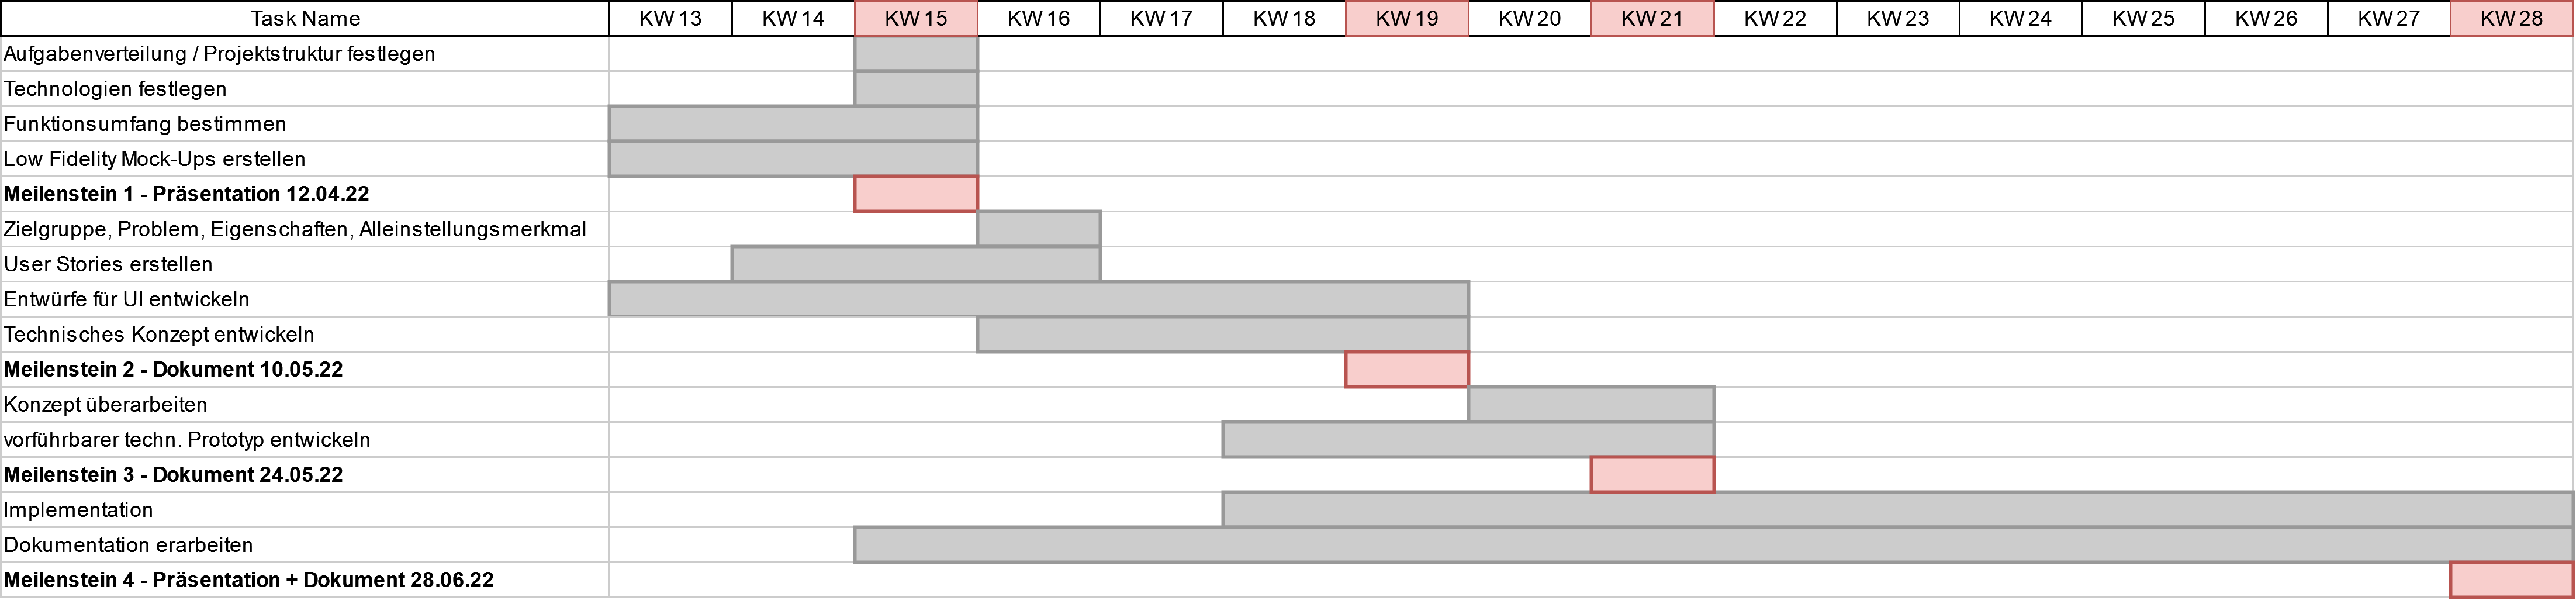 Task Name KW 13 KW 14 KW 15 KW 16 KW 17 KW 18 KW 19 KW 20 KW 21 KW 22 KW 23 KW 24 KW 25 KW 26 KW 27 KW 28
Aufgabenverteilung / Projektstruktur festlegen
Technologien festlegen
Funktionsumfang bestimmen
Low Fidelity Mock-Ups erstellen
Meilenstein 1 - Präsentation 12.04.22
Zielgruppe, Problem, Eigenschaften, Alleinstellungsmerkmal
User Stories erstellen
Entwürfe für UI entwickeln
Technisches Konzept entwickeln
Meilenstein 2 - Dokument 10.05.22
Konzept überarbeiten
vorführbarer techn. Prototyp entwickeln
Meilenstein 3 - Dokument 24.05.22
Implementation
Dokumentation erarbeiten
Meilenstein 4 - Präsentation + Dokument 28.06.22